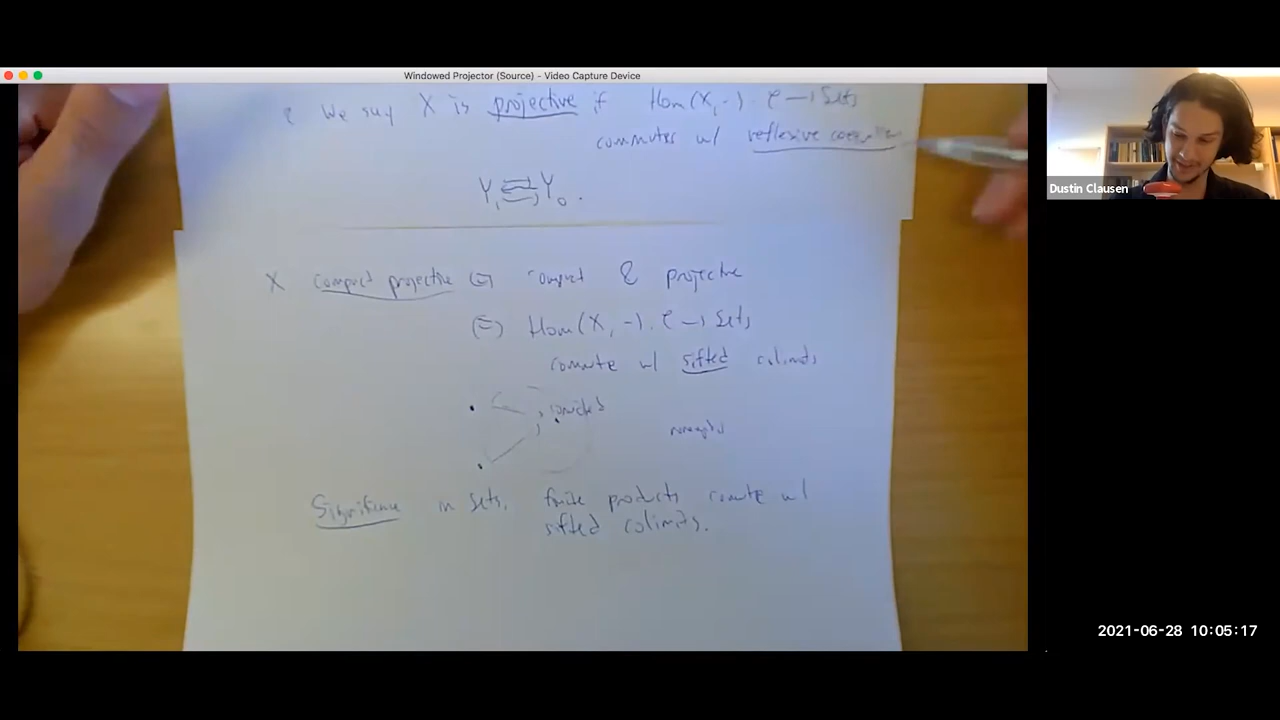 Windowed Projector (Source) - Video Capture Device
We say X is projective if Hom(X, -) : C → Sets
commutes w/ reflexive
Y₁ Y₀.
Dustin Clausen
X compact projective ⇔ compact & projective
⇔ Hom(X, -) : C → Sets
commute w/ sifted colimits
nonempty
Significance in Sets, finite products commute w/
sifted colimits.
2021-06-28 10:05:17